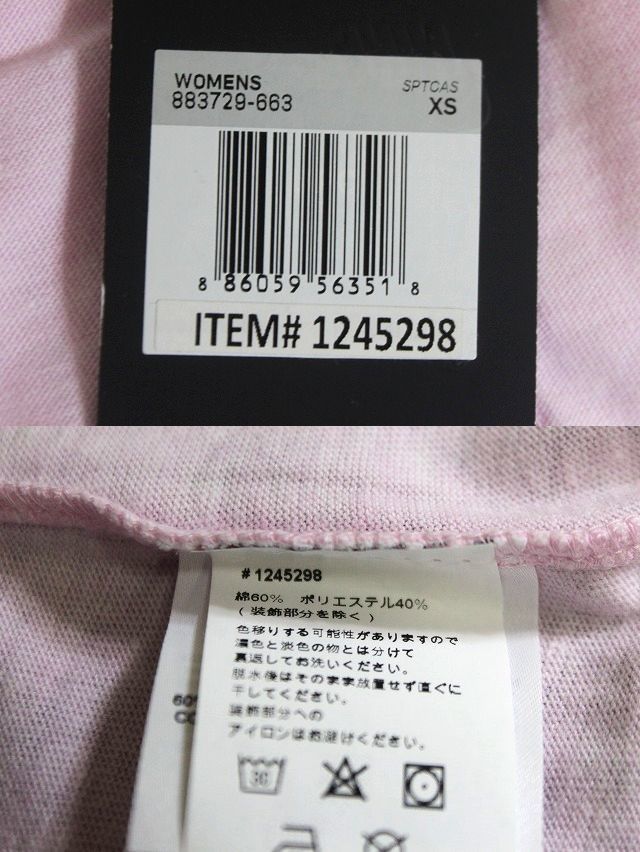 WOMENS
883729-663
SPTCAS
XS
8 86059 56351 8
ITEM# 1245298
#1245298
綿60% ポリエステル40%
(装飾部分を除く)
色移りする可能性がありますので
濃色と淡色の物とは分けて
裏返してお洗いください。
脱水後はそのまま放置せず直ぐに
干してください。
装飾部分への
アイロンはお避けください。
60%
CO
30